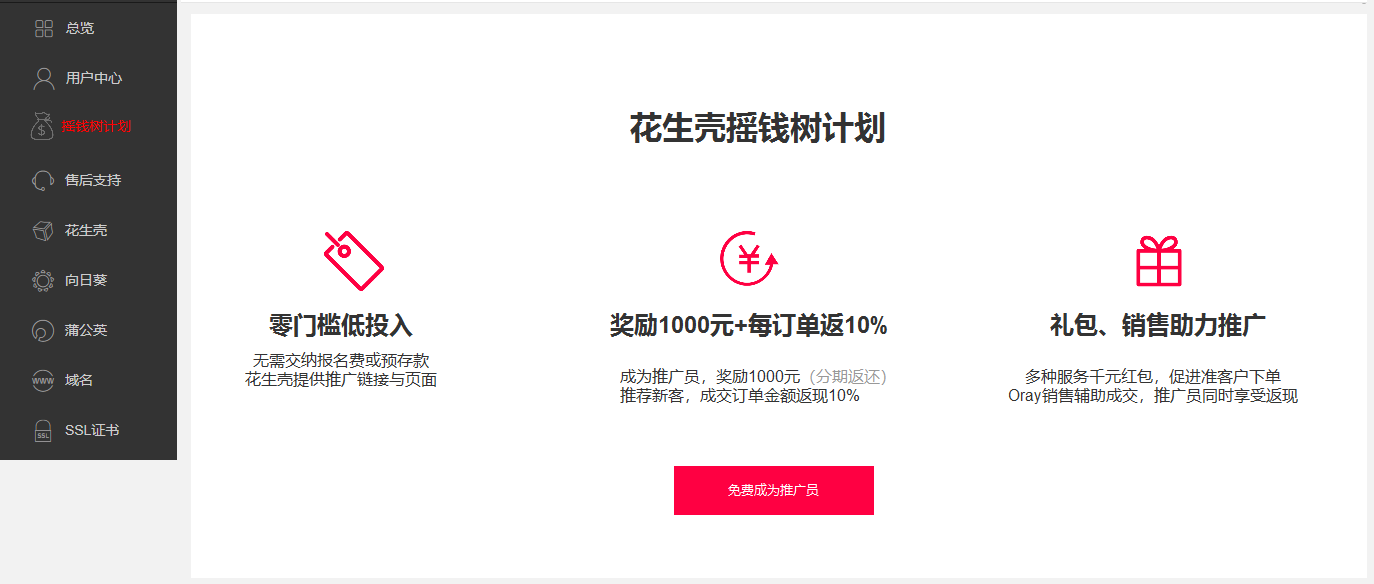 总览
用户中心
摇钱树计划
售后支持
花生壳
向日葵
蒲公英
www
域名
SSL
SSL证书
花生壳摇钱树计划
零门槛低投入
无需交纳报名费或预存款
花生壳提供推广链接与页面
奖励1000元+每订单返10%
成为推广员，奖励1000元（分期返还）
推荐新客，成交订单金额返现10%
礼包、销售助力推广
多种服务千元红包，促进准客户下单
Oray销售辅助成交，推广员同时享受返现
免费成为推广员